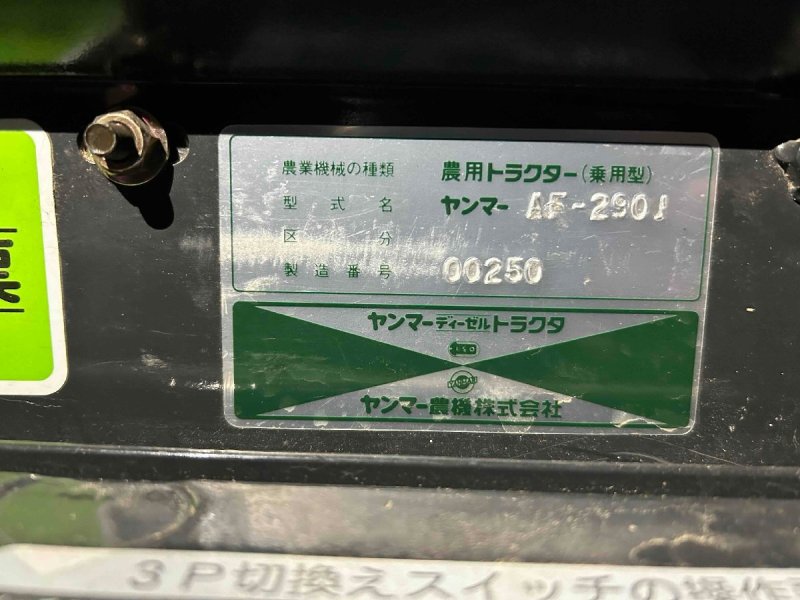 農業機械の種類 農用トラクター(乗用型)
型式名 ヤンマー AF-290J
区分
製造番号 00250
ヤンマーディーゼルトラクタ
ヤンマー農機株式会社
3P切換えスイッチの操作